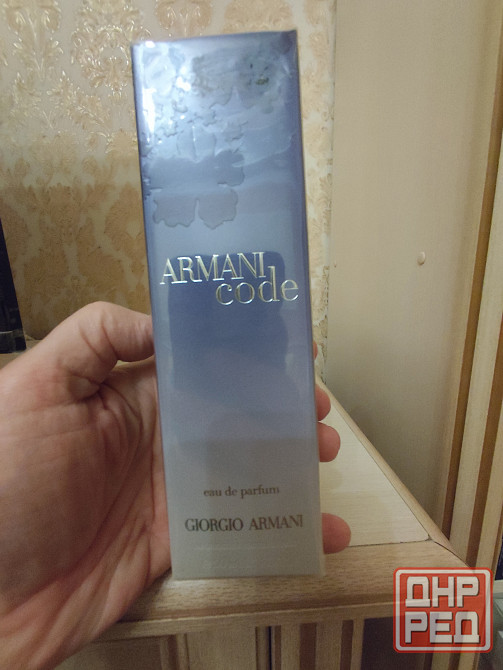 ARMANI
code
eau de parfum
GIORGIO ARMANI
ДНР
РЕД